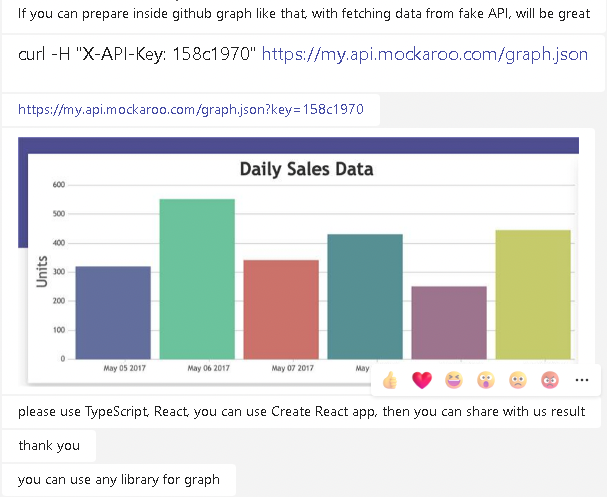 If you can prepare inside github graph like that, with fetching data from fake API, will be great
curl -H "X-API-Key: 158c1970" https://my.api.mockaroo.com/graph.json
https://my.api.mockaroo.com/graph.json?key=158c1970
Daily Sales Data
600
500
400
300
200
100
0
Units
May 05 2017
May 06 2017
May 07 2017
May
please use TypeScript, React, you can use Create React app, then you can share with us result
thank you
you can use any library for graph